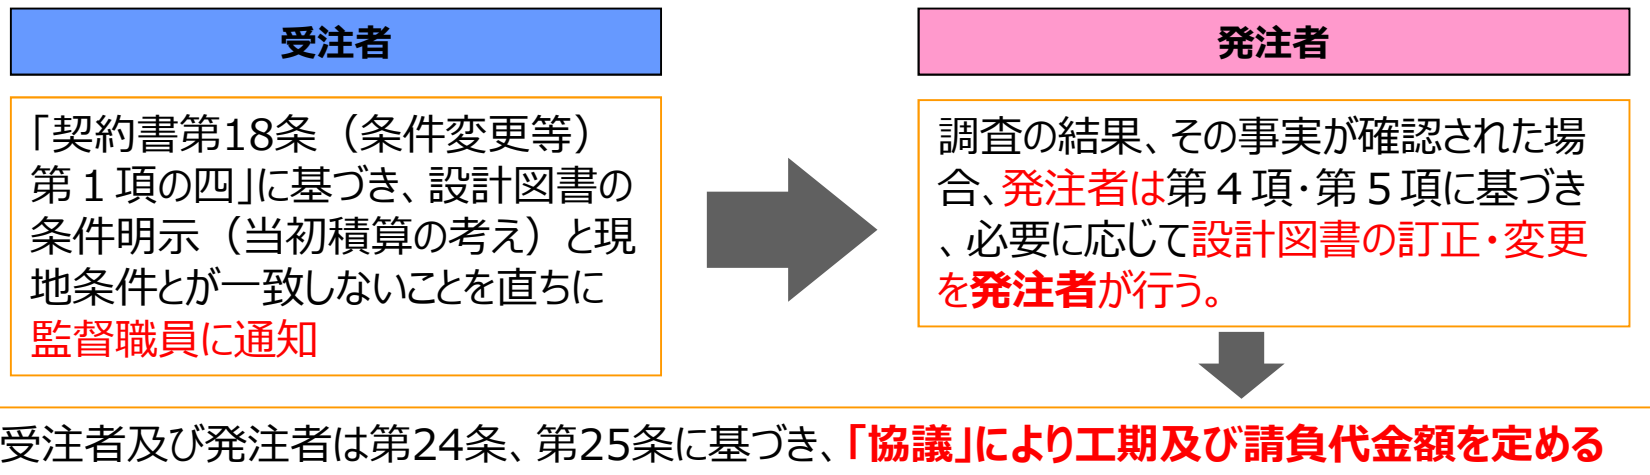 受注者
「契約書第18条（条件変更等）
第１項の四」に基づき、設計図書の
条件明示（当初積算の考え）と現
地条件とが一致しないことを直ちに
監督職員に通知
発注者
調査の結果、その事実が確認された場
合、発注者は第４項・第５項に基づき
、必要に応じて設計図書の訂正・変更
を発注者が行う。
受注者及び発注者は第24条、第25条に基づき、「協議」により工期及び請負代金額を定める